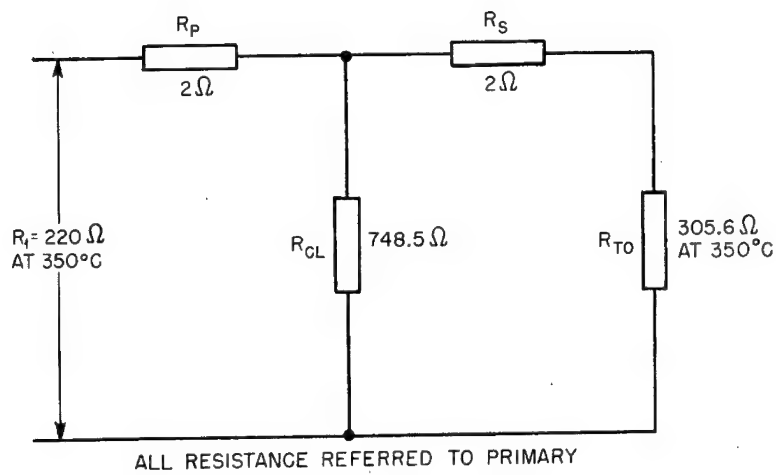 R_P
R_S
2Ω
2Ω
R_1=220 Ω
AT 350°C
R_CL
748.5 Ω
R_TO
305.6 Ω
AT 350°C
ALL RESISTANCE REFERRED TO PRIMARY